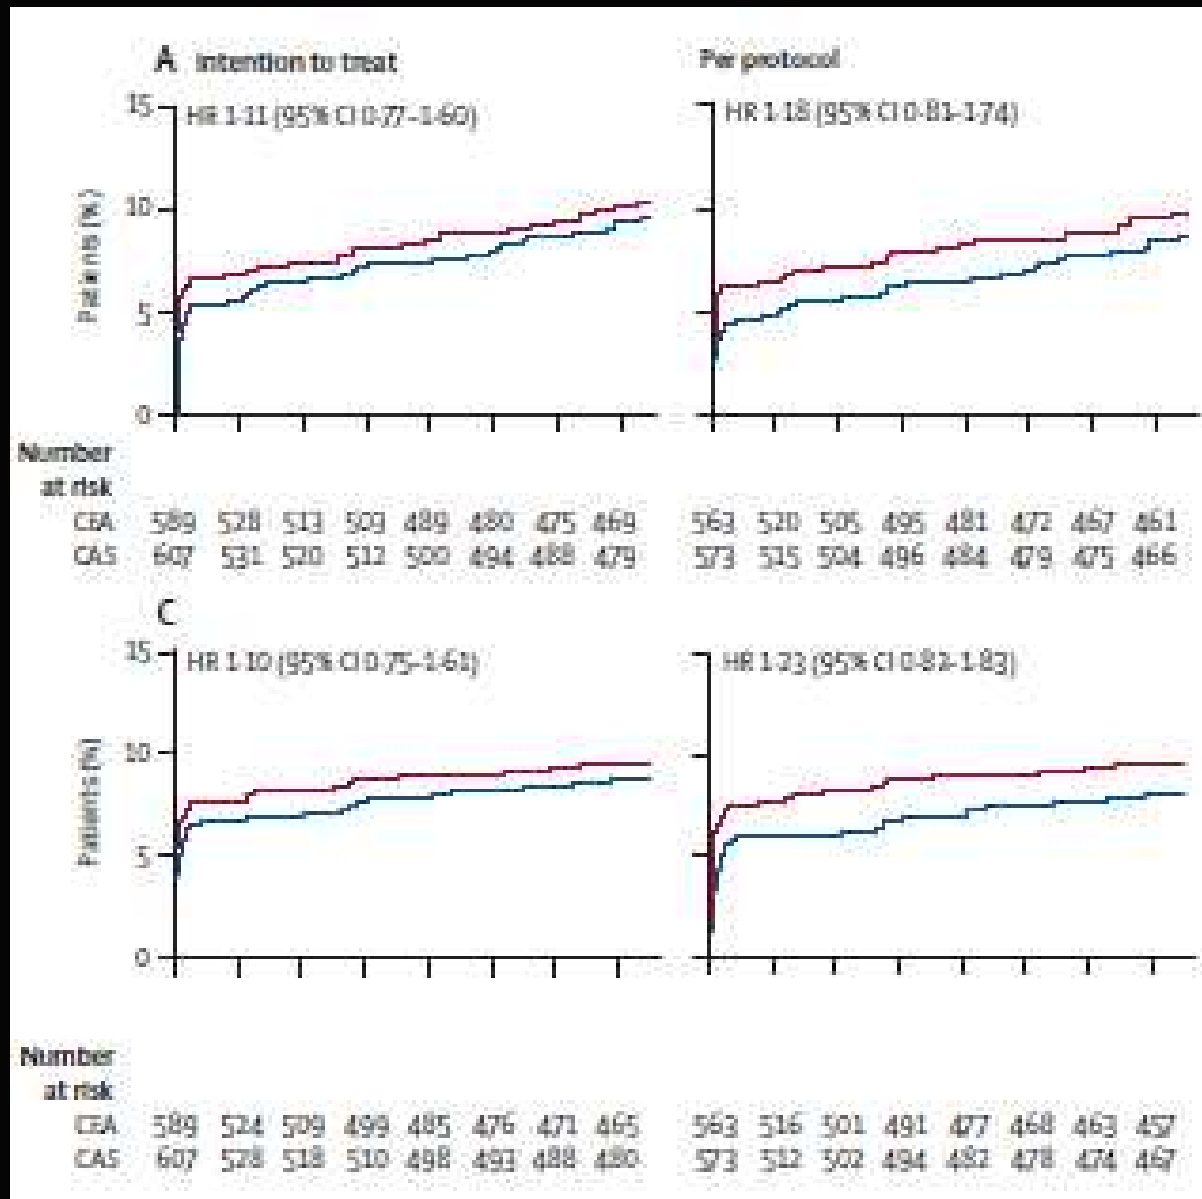 A Intention to treat
Per protocol
15
HR 1·11 (95% CI 0·77–1·60)
HR 1·18 (95% CI 0·81–1·74)
10
Patients (%)
5
0
Number
at risk
CEA 589 528 513 503 489 480 475 469 563 520 505 495 481 472 467 461
CAS 607 531 520 512 500 494 488 479 573 515 504 496 484 479 475 466
C
15
HR 1·10 (95% CI 0·75–1·61)
HR 1·23 (95% CI 0·82–1·83)
10
Patients (%)
5
0
Number
at risk
CEA 589 524 509 499 485 476 471 465 563 516 501 491 477 468 463 457
CAS 607 528 518 510 498 493 488 480 573 512 502 494 482 478 474 467